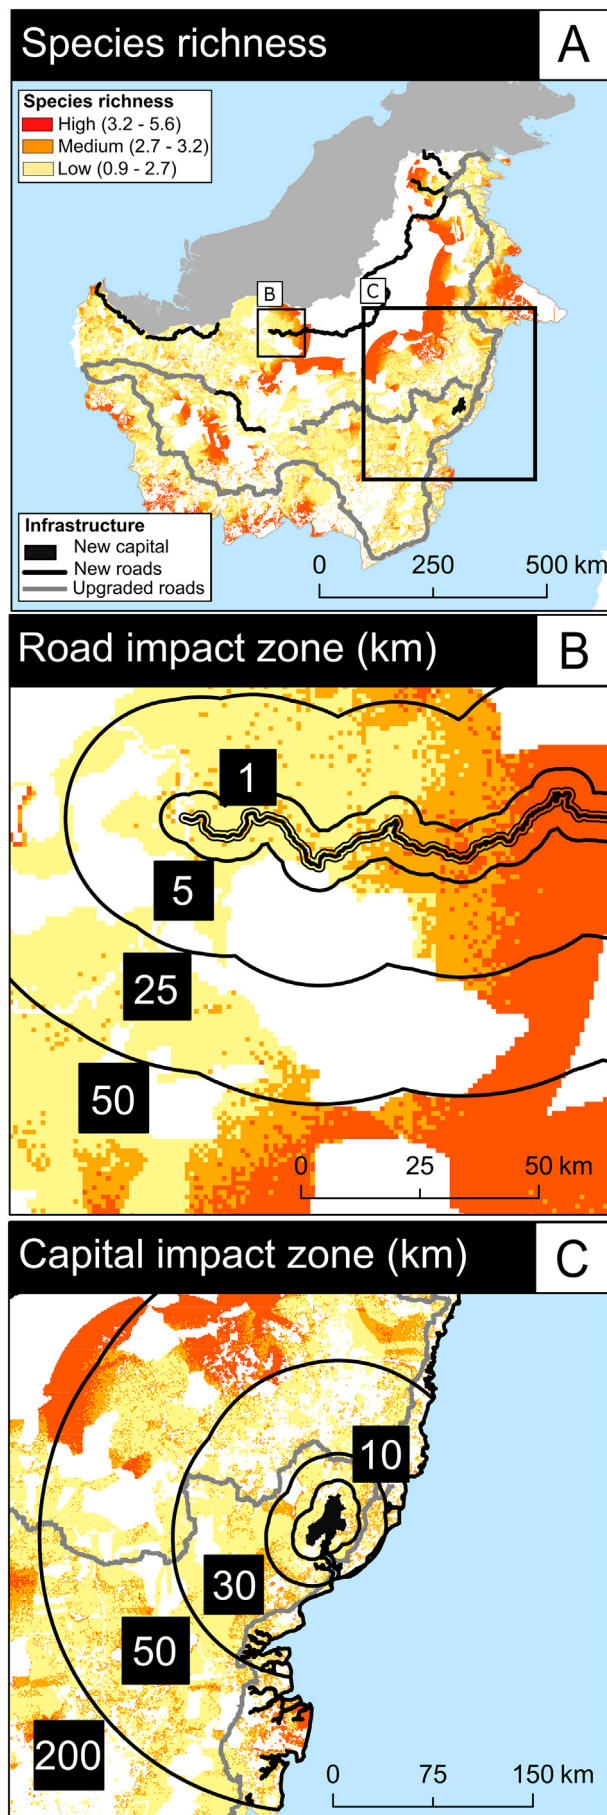 Species richness
A
Species richness
High (3.2 - 5.6)
Medium (2.7 - 3.2)
Low (0.9 - 2.7)
B
C
Infrastructure
New capital
New roads
Upgraded roads
0 250 500 km
Road impact zone (km)
B
1
5
25
50
0 25 50 km
Capital impact zone (km)
C
10
30
50
200
0 75 150 km